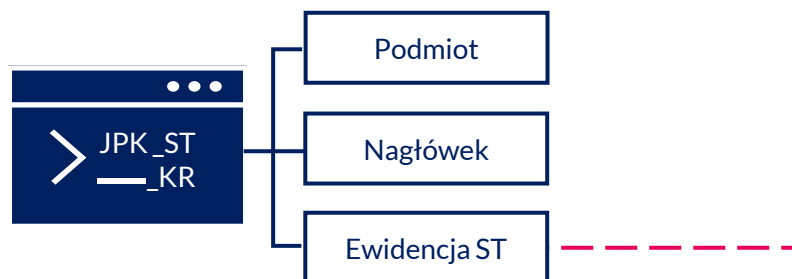 Podmiot
JPK_ST
_KR
Nagłówek
Ewidencja ST